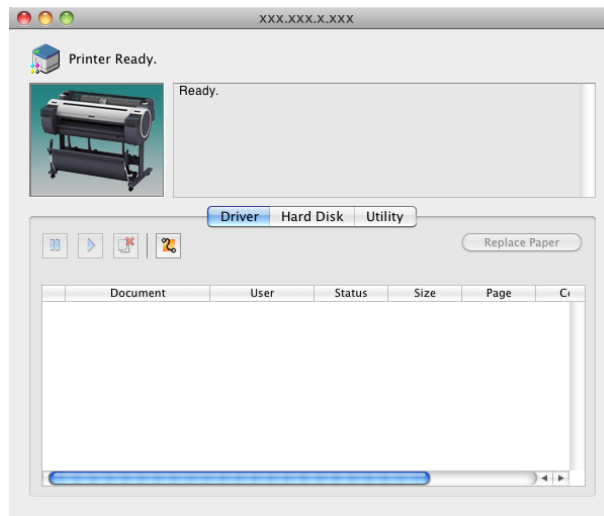 xxx.xxx.x.xxx
Printer Ready.
Ready.
Driver Hard Disk Utility
Replace Paper
Document User Status Size Page